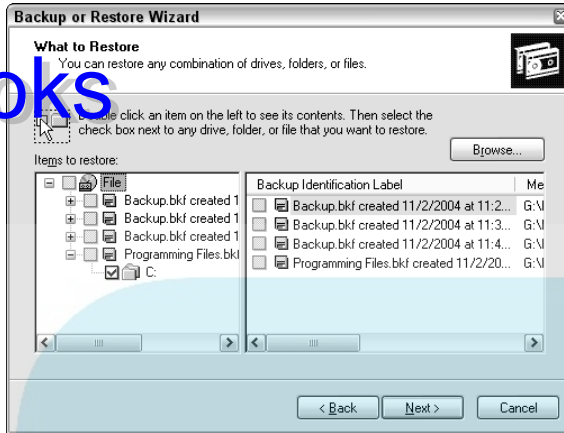 Backup or Restore Wizard
What to Restore
You can restore any combination of drives, folders, or files.
oks
click an item on the left to see its contents. Then select the
check box next to any drive, folder, or file that you want to restore.
Browse...
Items to restore:
File
Backup.bkf created 1
Backup.bkf created 1
Backup.bkf created 1
Programming Files.bkf
C:
Backup Identification Label Me
Backup.bkf created 11/2/2004 at 11:2... G:\
Backup.bkf created 11/2/2004 at 11:3... G:\
Backup.bkf created 11/2/2004 at 11:4... G:\
Programming Files.bkf created 11/2/20... G:\
< Back Next > Cancel